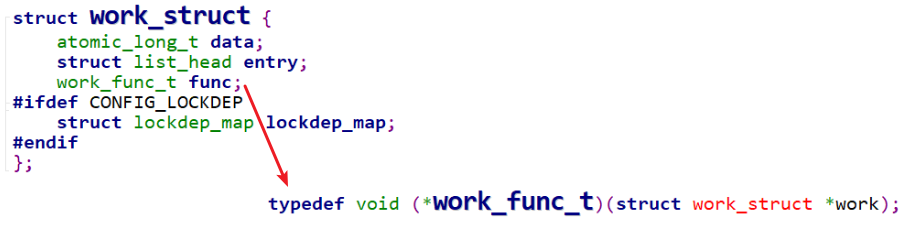 struct work_struct {
    atomic_long_t data;
    struct list_head entry;
    work_func_t func;
#ifdef CONFIG_LOCKDEP
    struct lockdep_map lockdep_map;
#endif
};
typedef void (*work_func_t)(struct work_struct *work);